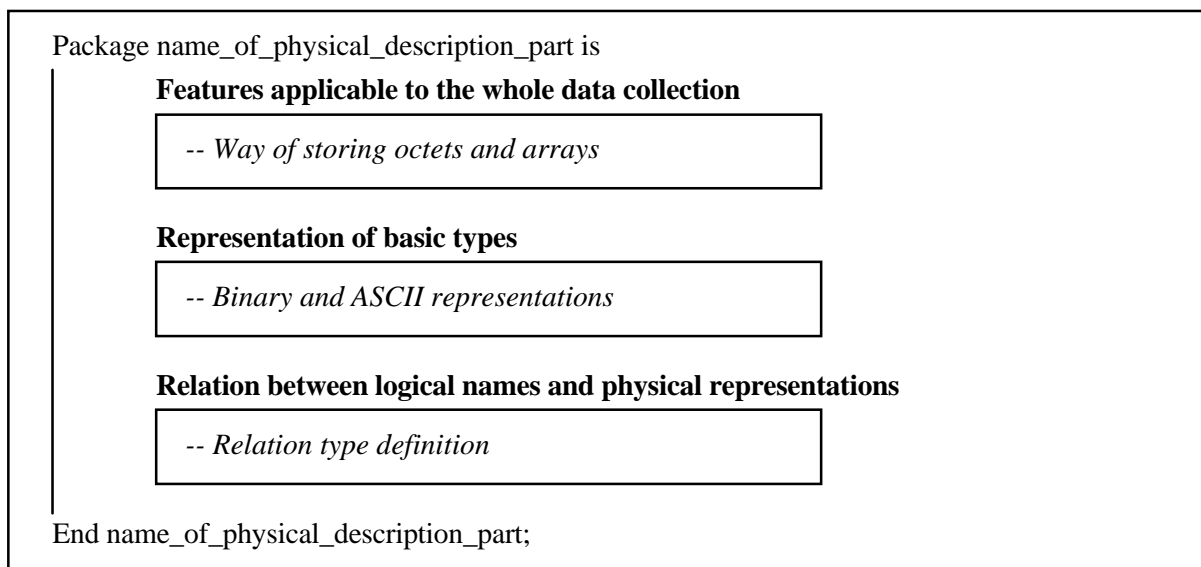 Package name_of_physical_description_part is
Features applicable to the whole data collection
-- Way of storing octets and arrays
Representation of basic types
-- Binary and ASCII representations
Relation between logical names and physical representations
-- Relation type definition
End name_of_physical_description_part;